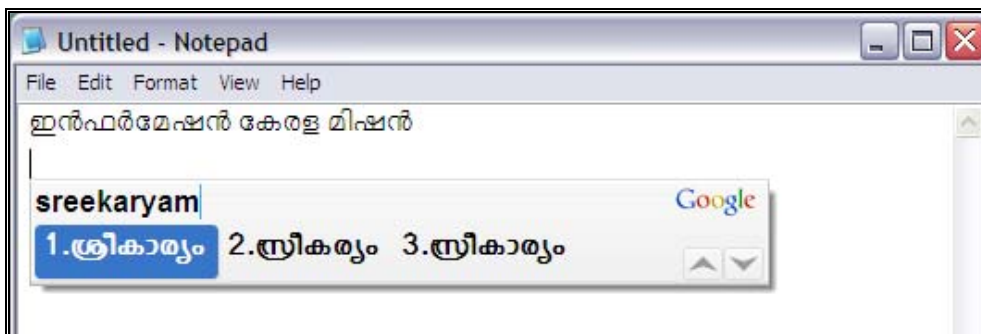 Untitled - Notepad
File Edit Format View Help
ഇൻഫർമേഷൻ കേരള മിഷൻ
sreekaryam
Google
1.ശ്രീകാര്യം 2.സ്രീകര്യം 3.സ്രീകാര്യം